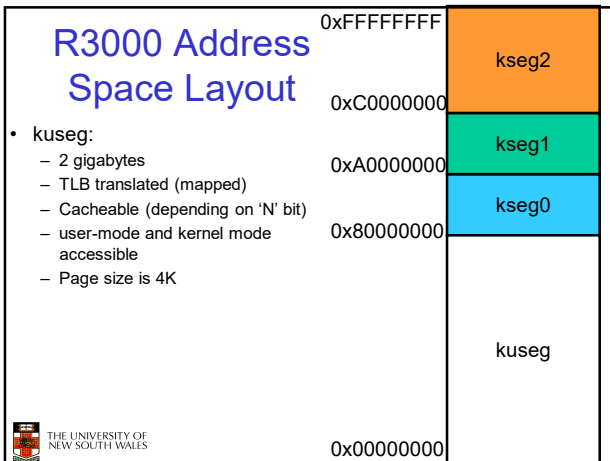 R3000 Address
Space Layout
• kuseg:
– 2 gigabytes
– TLB translated (mapped)
– Cacheable (depending on ‘N’ bit)
– user-mode and kernel mode
accessible
– Page size is 4K
0xFFFFFFFF
kseg2
0xC0000000
kseg1
0xA0000000
kseg0
0x80000000
kuseg
0x00000000
THE UNIVERSITY OF
NEW SOUTH WALES